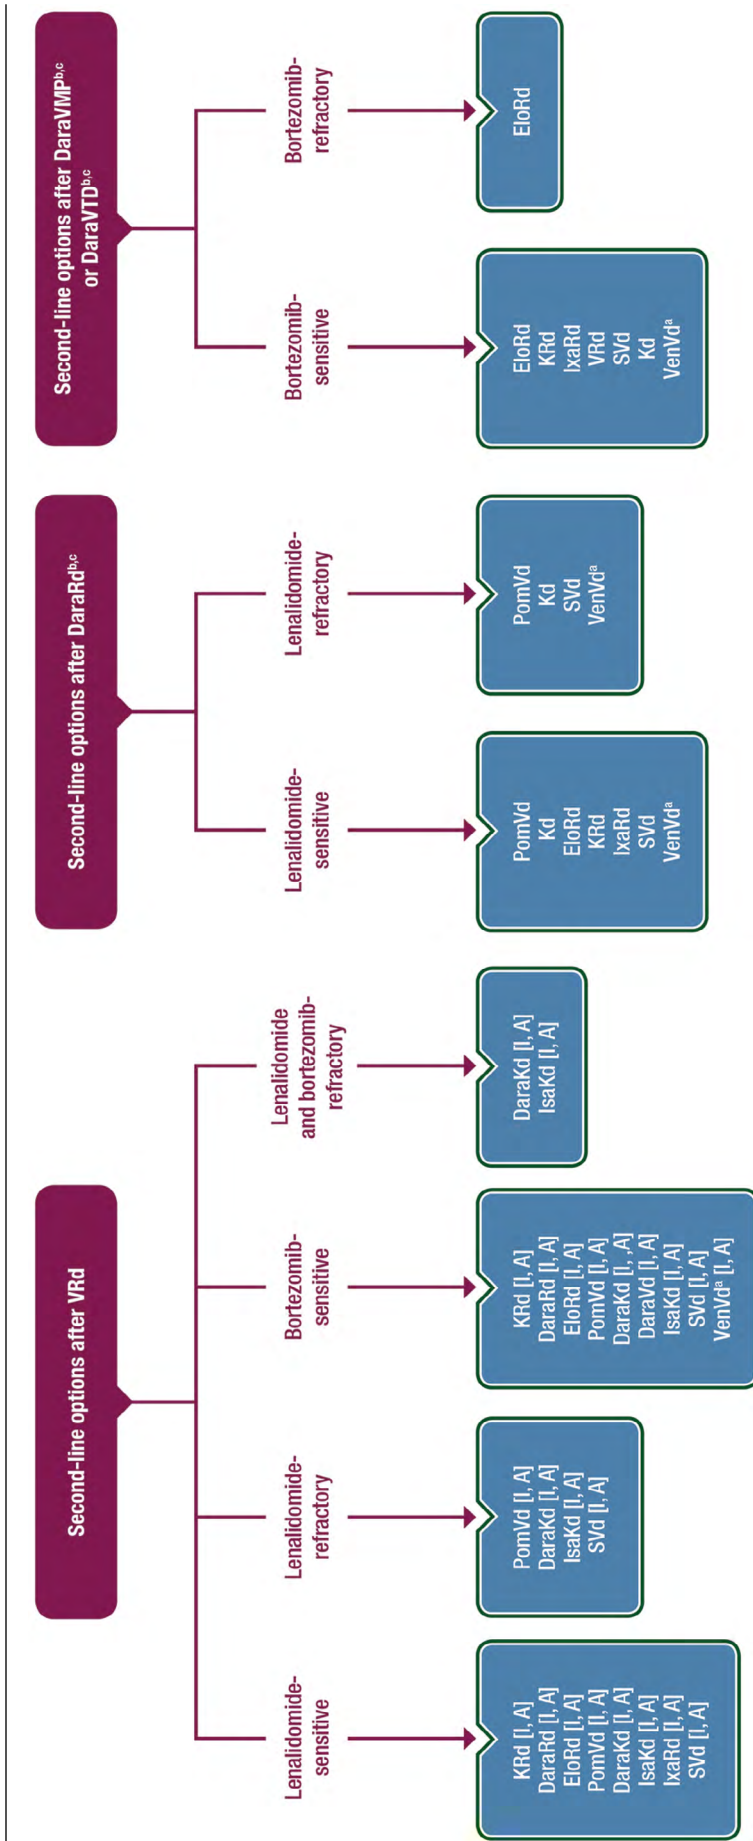 Second-line options after VRd
Lenalidomide-
sensitive
KRd [I, A]
DaraRd [I, A]
EloRd [I, A]
PomVd [I, A]
DaraKd [I, A]
IsaKd [I, A]
IxaRd [I, A]
SVd [I, A]
Lenalidomide-
refractory
PomVd [I, A]
DaraKd [I, A]
IsaKd [I, A]
SVd [I, A]
Bortezomib-
sensitive
KRd [I, A]
DaraRd [I, A]
EloRd [I, A]
PomVd [I, A]
DaraKd [I, A]
DaraVd [I, A]
IsaKd [I, A]
SVd [I, A]
VenVdᵃ [I, A]
Lenalidomide
and bortezomib-
refractory
DaraKd [I, A]
IsaKd [I, A]
Second-line options after DaraRdᵇ,ᶜ
Lenalidomide-
sensitive
PomVd
Kd
EloRd
KRd
IxaRd
SVd
VenVdᵃ
Lenalidomide-
refractory
PomVd
Kd
SVd
VenVdᵃ
Second-line options after DaraVMPᵇ,ᶜ
or DaraVTDᵇ,ᶜ
Bortezomib-
sensitive
EloRd
KRd
IxaRd
VRd
SVd
Kd
VenVdᵃ
Bortezomib-
refractory
EloRd